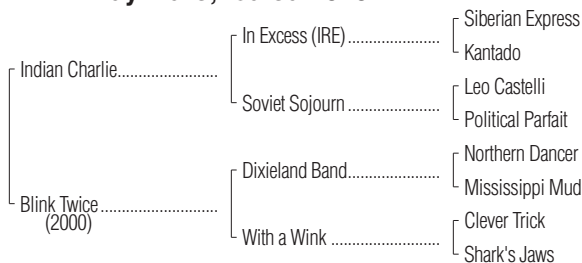 Siberian Express
In Excess (IRE)
Kantado
Indian Charlie
Leo Castelli
Soviet Sojourn
Political Parfait
Northern Dancer
Dixieland Band
Mississippi Mud
Blink Twice
(2000)
Clever Trick
With a Wink
Shark's Jaws